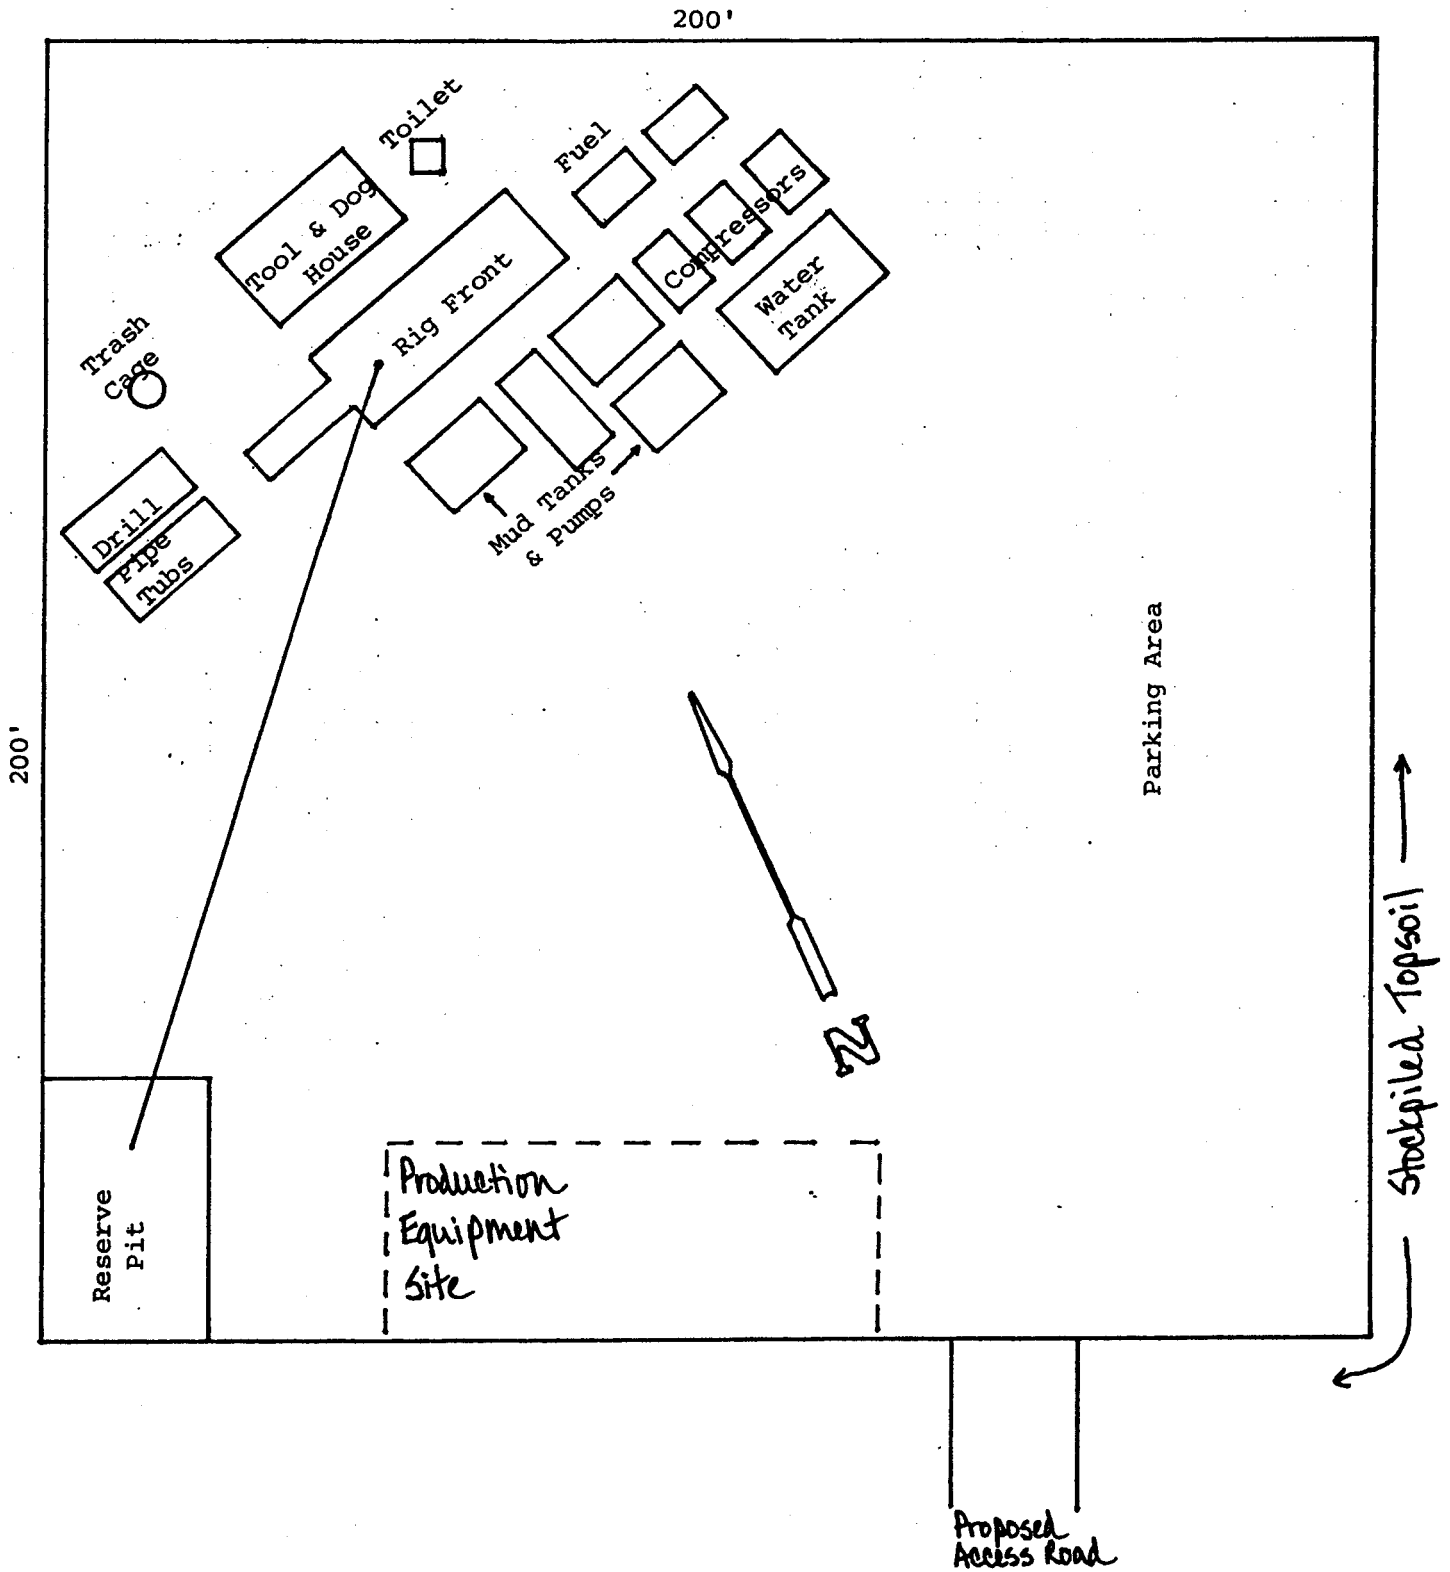 200'
Toilet
Fuel
Tool & Dog
House
Compressors
Rig Front
Water
Tank
Trash
Cage
Mud Tanks
& Pumps
Drill
Pipe
Tubs
Parking Area
200'
Stockpiled Topsoil
N
Reserve
Pit
Production
Equipment
Site
Proposed
Access Road